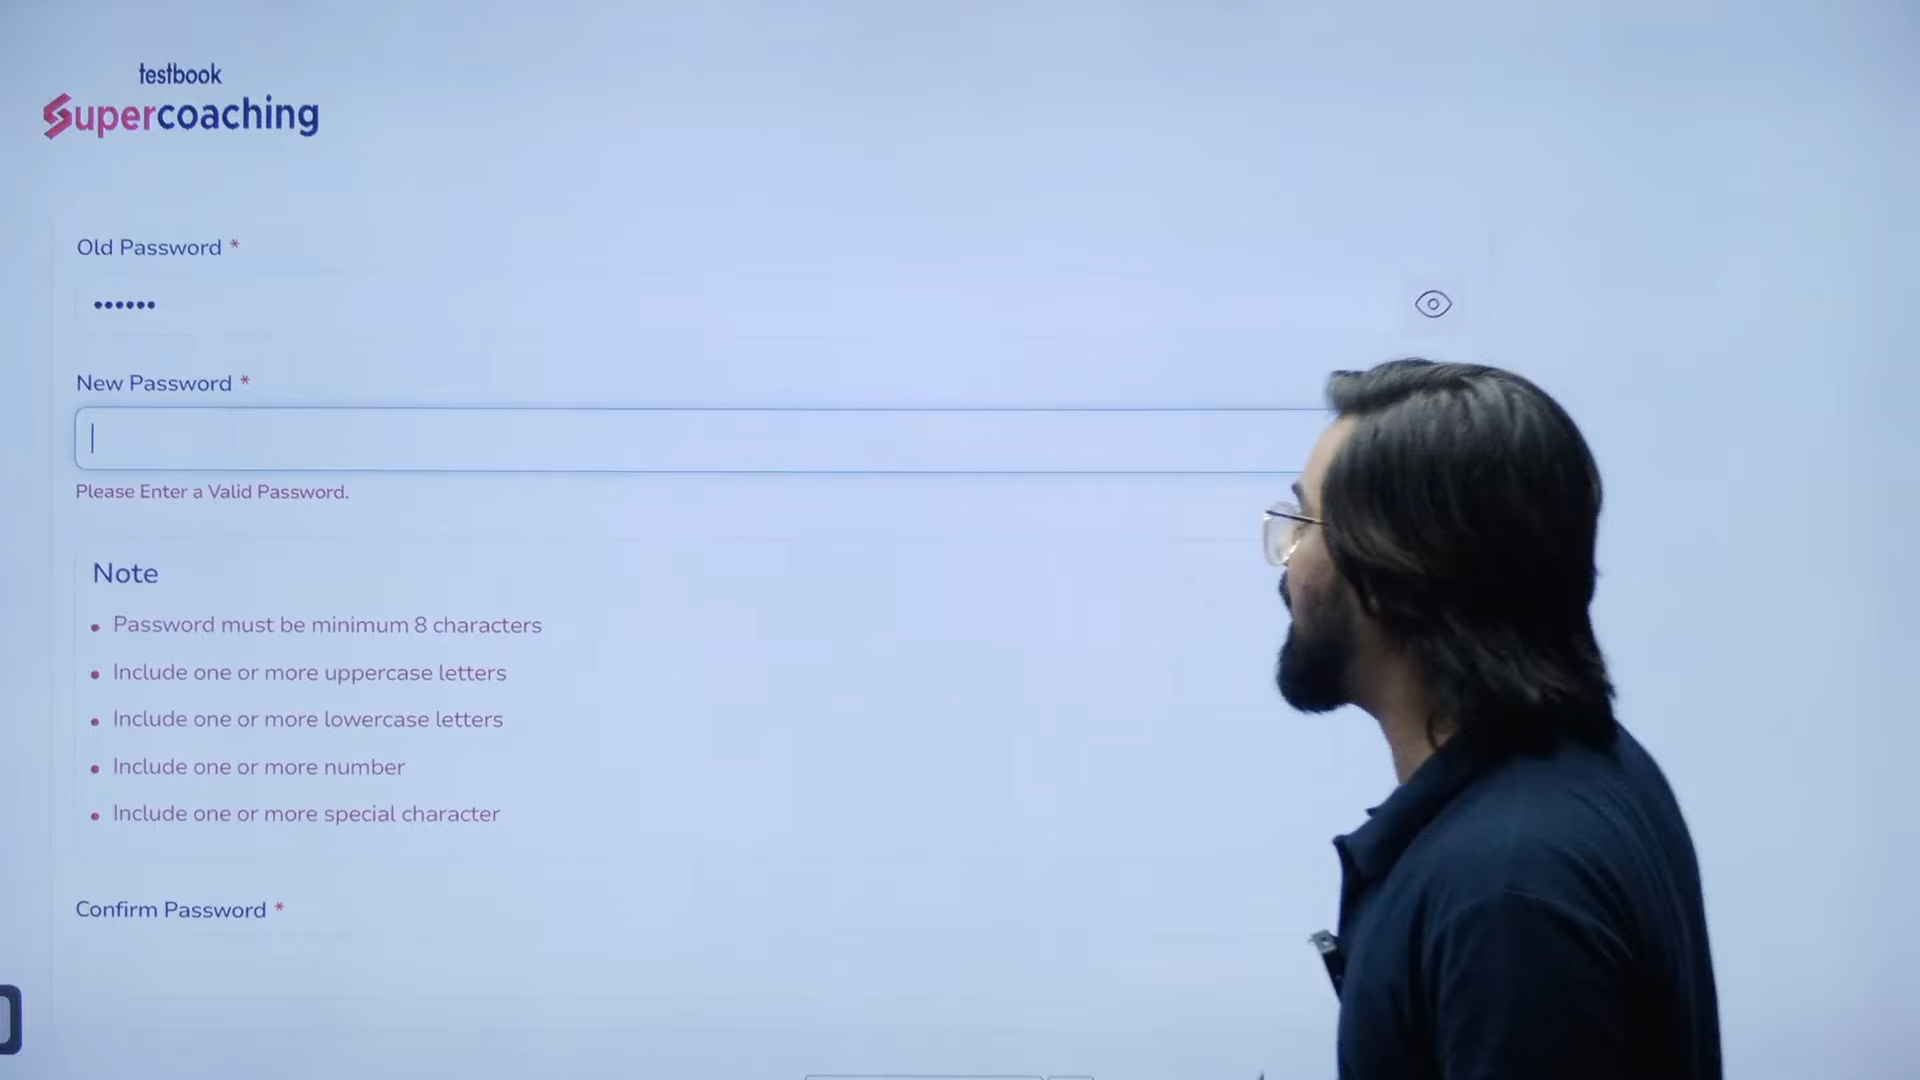 testbook
Supercoaching
Old Password *
••••••
New Password *
Please Enter a Valid Password.
Note
• Password must be minimum 8 characters
• Include one or more uppercase letters
• Include one or more lowercase letters
• Include one or more number
• Include one or more special character
Confirm Password *